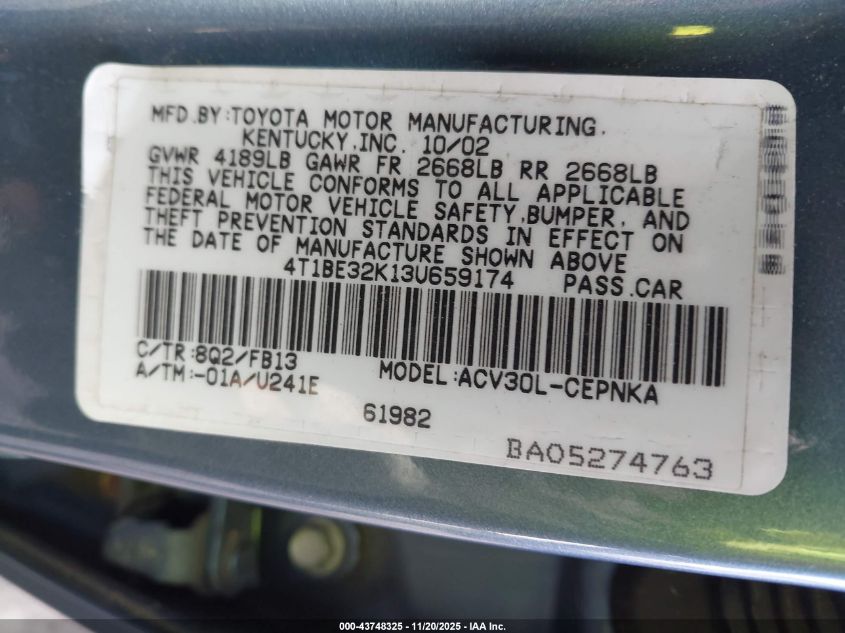 MFD.BY:TOYOTA MOTOR MANUFACTURING.
KENTUCKY.INC. 10/02
GVWR 4189LB GAWR FR 2668LB RR 2668LB
THIS VEHICLE CONFORMS TO ALL APPLICABLE
FEDERAL MOTOR VEHICLE SAFETY,BUMPER, AND
THEFT PREVENTION STANDARDS IN EFFECT ON
THE DATE OF MANUFACTURE SHOWN ABOVE
4T1BE32K13U659174 PASS.CAR
C/TR:8Q2/FB13
A/TM:-01A/U241E MODEL:ACV30L-CEPNKA
61982
BA05274763
000-43748325 - 11/20/2025 - IAA Inc.